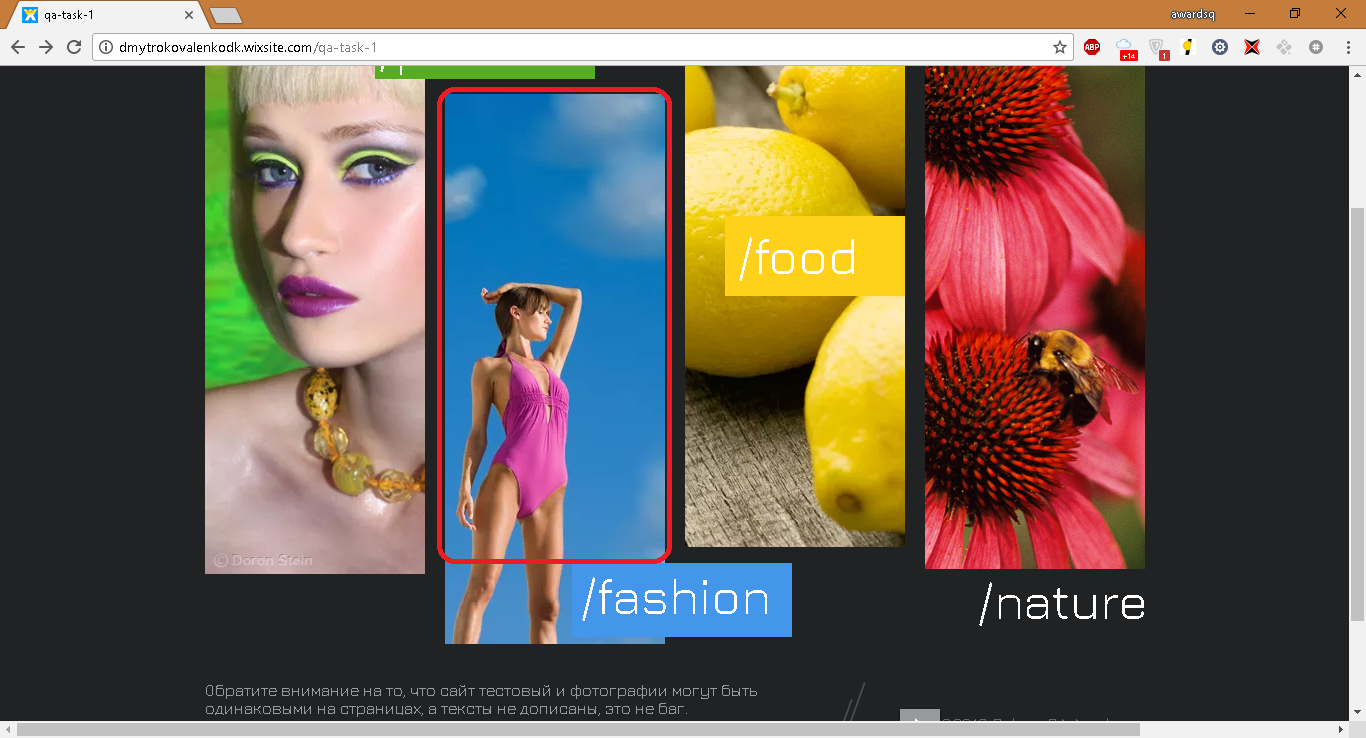 qa-task-1
awardsq
dmytrokovalenkodk.wixsite.com/qa-task-1
ABP
+14
1
/food
© Doron Stein
/fashion
/nature
Обратите внимание на то, что сайт тестовый и фотографии могут быть
одинаковыми на страницах, а тексты не дописаны, это не баг.